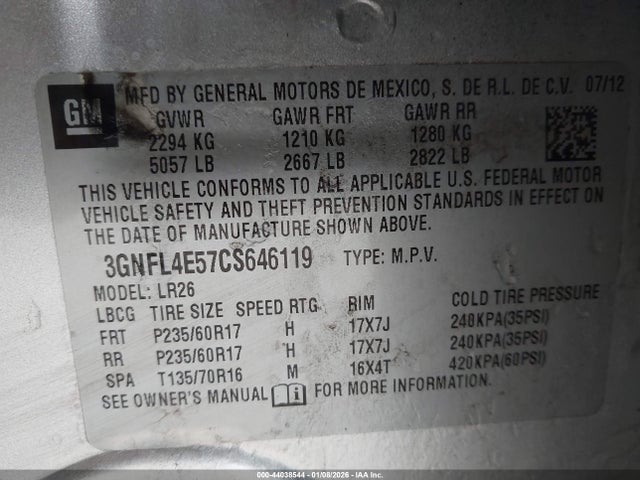 GM
MFD BY GENERAL MOTORS DE MEXICO, S. DE R.L. DE C.V. 07/12
GVWR GAWR FRT GAWR RR
2294 KG 1210 KG 1280 KG
5057 LB 2667 LB 2822 LB
THIS VEHICLE CONFORMS TO ALL APPLICABLE U.S. FEDERAL MOTOR
VEHICLE SAFETY AND THEFT PREVENTION STANDARDS IN EFFECT ON
THE DATE OF MANUFACTURE SHOWN ABOVE.
3GNFL4E57CS646119 TYPE: M.P.V.
MODEL: LR26
LBCG TIRE SIZE SPEED RTG RIM COLD TIRE PRESSURE
FRT P235/60R17 H 17X7J 240KPA(35PSI)
RR P235/60R17 H 17X7J 240KPA(35PSI)
SPA T135/70R16 M 16X4T 420KPA(60PSI)
SEE OWNER'S MANUAL FOR MORE INFORMATION.
000-44038544 | 01/08/2026 - IAA Inc.